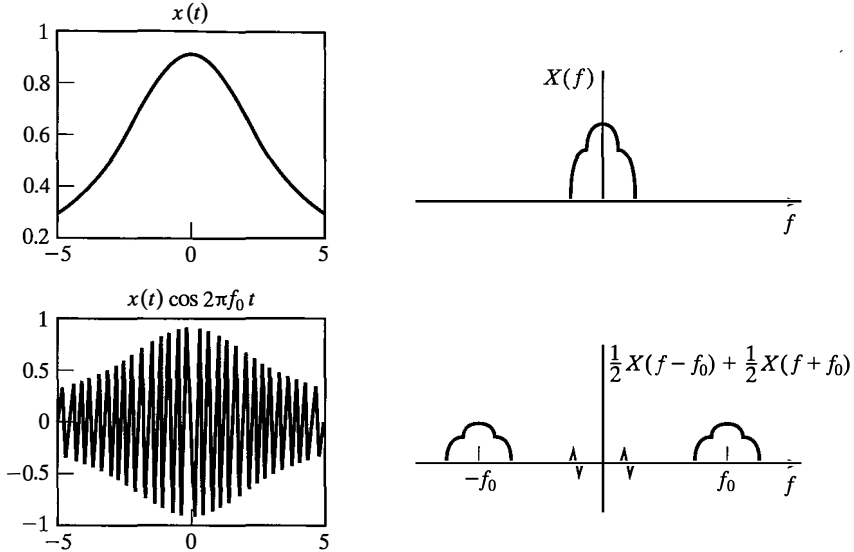 x(t)
1
0.8
0.6
0.4
0.2
−5
0
5
X(f)
f
x(t) cos 2πf₀t
1
0.5
0
−0.5
−1
−5
0
5
½X(f−f₀) + ½X(f+f₀)
−f₀
f₀
f